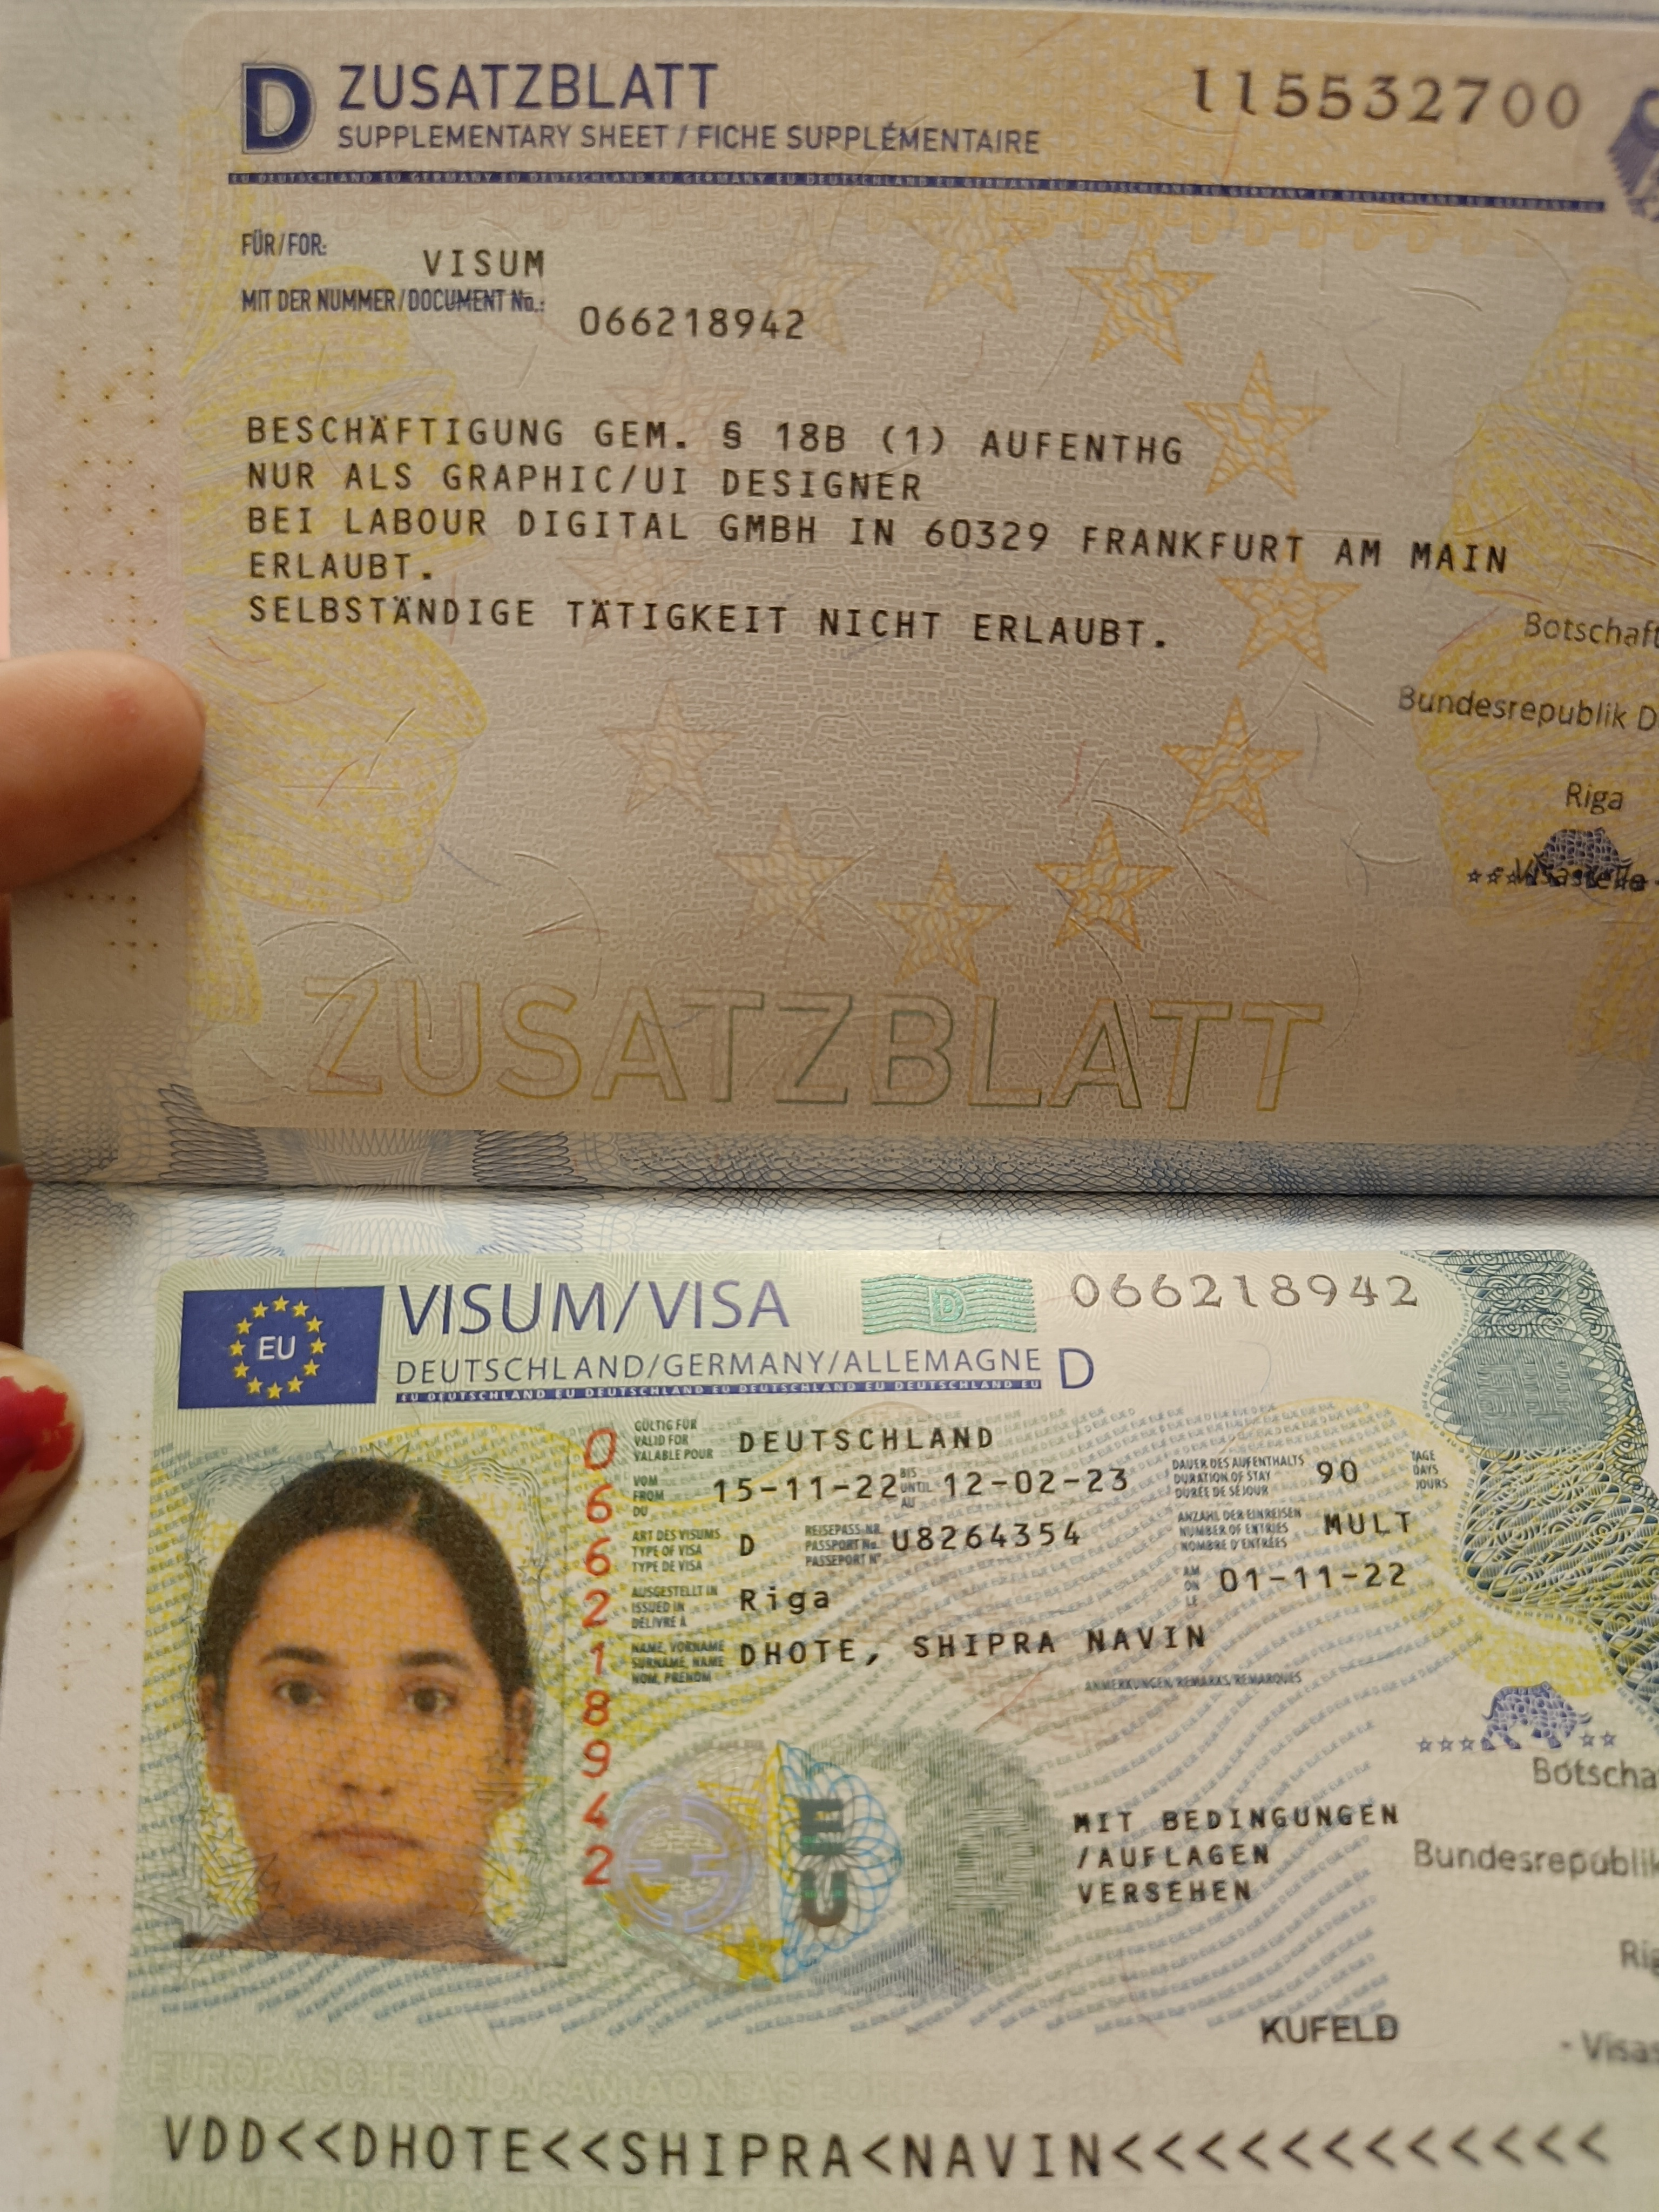 D ZUSATZBLATT 115532700
SUPPLEMENTARY SHEET / FICHE SUPPLÉMENTAIRE
EU DEUTSCHLAND EU GERMANY EU DEUTSCHLAND EU GERMANY EU DEUTSCHLAND EU GERMANY EU DEUTSCHLAND EU GERMANY EU DEUTSCHLAND EU GERMANY EU
FÜR/FOR: VISUM
MIT DER NUMMER/DOCUMENT No.: 066218942
BESCHÄFTIGUNG GEM. § 18B (1) AUFENTHG
NUR ALS GRAPHIC/UI DESIGNER
BEI LABOUR DIGITAL GMBH IN 60329 FRANKFURT AM MAIN
ERLAUBT.
SELBSTÄNDIGE TÄTIGKEIT NICHT ERLAUBT.
Botschaft
Bundesrepublik D
Riga
- Visastelle -
ZUSATZBLATT
EU VISUM/VISA D 066218942
DEUTSCHLAND/GERMANY/ALLEMAGNE D
EU DEUTSCHLAND EU DEUTSCHLAND EU DEUTSCHLAND EU DEUTSCHLAND EU DEUTSCHLAND EU
066218942
GÜLTIG FÜR
VALID FOR
VALABLE POUR
DEUTSCHLAND
VOM
FROM
DU
15-11-22
BIS
UNTIL
AU
12-02-23
DAUER DES AUFENTHALTS
DURATION OF STAY
DURÉE DE SÉJOUR
90
TAGE
DAYS
JOURS
ART DES VISUMS
TYPE OF VISA
TYPE DE VISA
D
REISEPASS-NR.
PASSPORT No.
PASSEPORT N°
U8264354
ANZAHL DER EINREISEN
NUMBER OF ENTRIES
NOMBRE D'ENTRÉES
MULT
AUSGESTELLT IN
ISSUED IN
DÉLIVRÉ À
Riga
AM
ON
LE
01-11-22
NAME, VORNAME
SURNAME, NAME
NOM, PRÉNOM
DHOTE, SHIPRA NAVIN
ANMERKUNGEN/REMARKS/REMARQUES
Botscha
MIT BEDINGUNGEN
/AUFLAGEN
VERSEHEN
Bundesrepublik
Rig
KUFELD
- Visas
VDD<<DHOTE<<SHIPRA<NAVIN<<<<<<<<<<<<